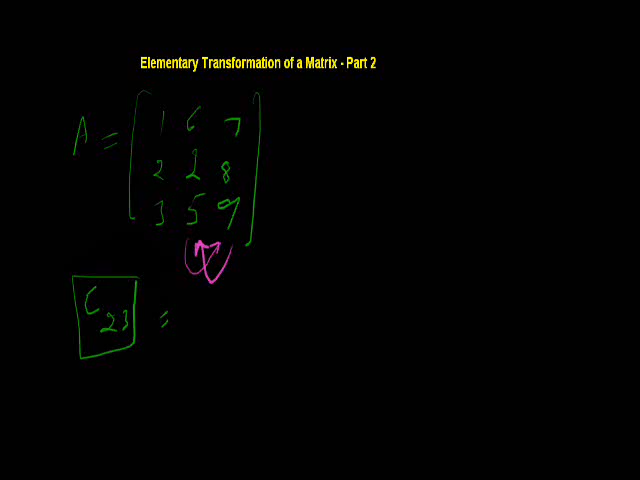 Elementary Transformation of a Matrix - Part 2
1 6 7
A = 2 2 8
3 5 9
C23 =